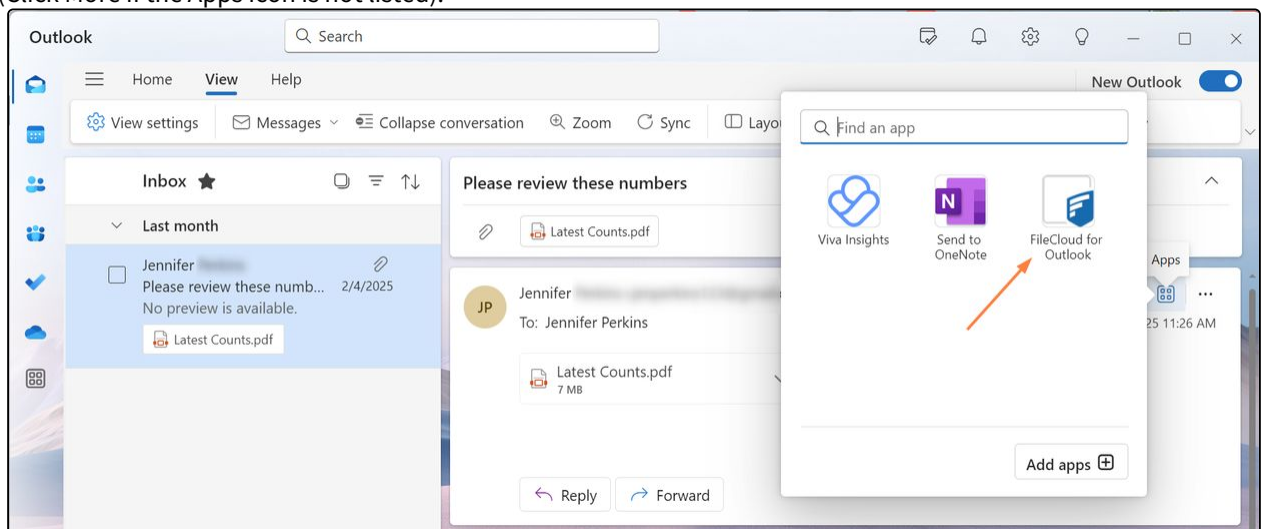 (Click More if the Apps icon is not listed).
Outlook
Search
Home View Help
New Outlook
View settings Messages Collapse conversation Zoom Sync Layou
Find an app
Inbox
Please review these numbers
Last month
Latest Counts.pdf
Viva Insights
Send to
OneNote
FileCloud for
Outlook
Apps
Jennifer
Please review these numb... 2/4/2025
No preview is available.
Latest Counts.pdf
JP
Jennifer
To: Jennifer Perkins
25 11:26 AM
Latest Counts.pdf
7 MB
Add apps
Reply Forward